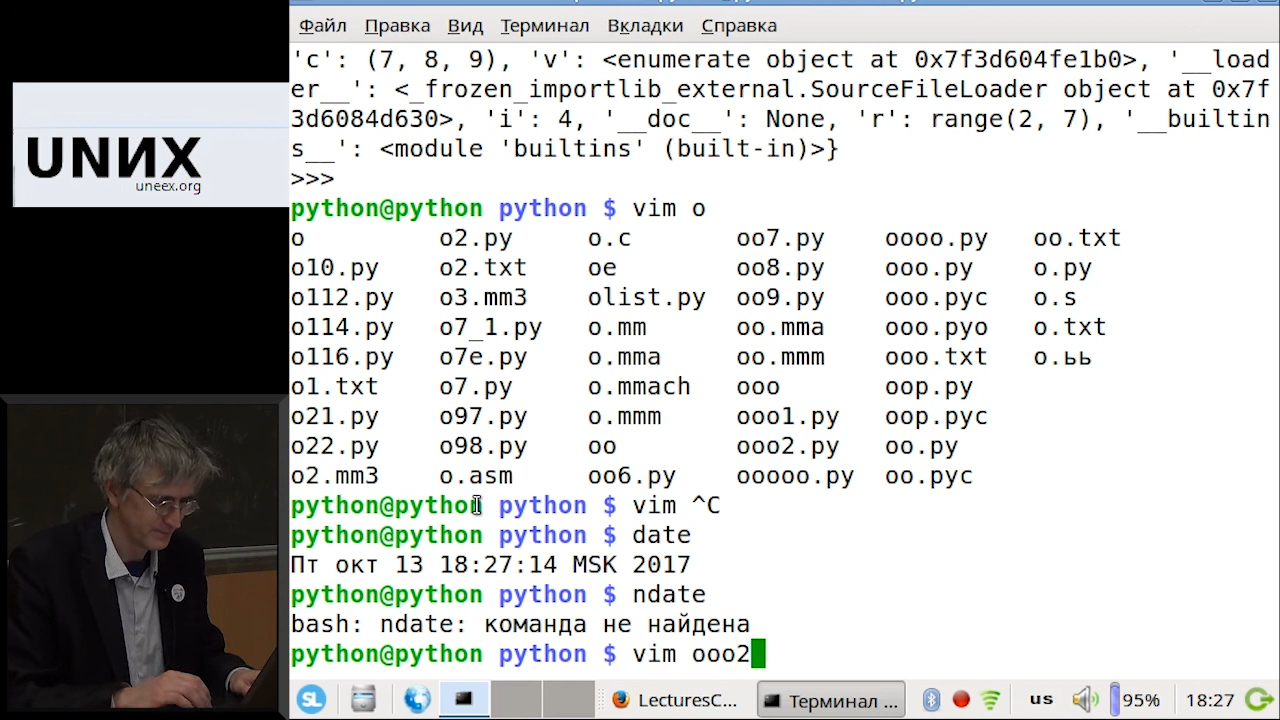 UNИX
uneex.org
Файл Правка Вид Терминал Вкладки Справка
'c': (7, 8, 9), 'v': <enumerate object at 0x7f3d604fe1b0>, '__load
er__': <_frozen_importlib_external.SourceFileLoader object at 0x7f
3d6084d630>, 'i': 4, '__doc__': None, 'r': range(2, 7), '__builtin
s__': <module 'builtins' (built-in)>}
>>>
python@python python $ vim o
o o2.py o.c oo7.py oooo.py oo.txt
o10.py o2.txt oe oo8.py ooo.py o.py
o112.py o3.mm3 olist.py oo9.py ooo.pyc o.s
o114.py o7_1.py o.mm oo.mma ooo.pyo o.txt
o116.py o7e.py o.mma oo.mmm ooo.txt o.ьь
o1.txt o7.py o.mmach ooo oop.py
o21.py o97.py o.mmm ooo1.py oop.pyc
o22.py o98.py oo ooo2.py oo.py
o2.mm3 o.asm oo6.py ooooo.py oo.pyc
python@python python $ vim ^C
python@python python $ date
Пт окт 13 18:27:14 MSK 2017
python@python python $ ndate
bash: ndate: команда не найдена
python@python python $ vim ooo2
LecturesC... Терминал ... us 95% 18:27